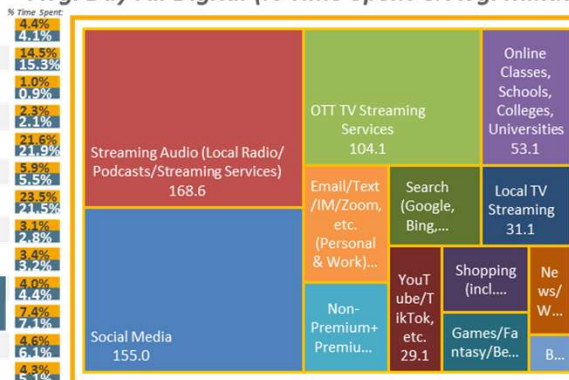 % Time Spent:
4.4%
4.1%
14.5%
15.3%
1.0%
0.9%
2.3%
2.1%
21.6%
21.9%
5.9%
5.5%
23.5%
21.5%
3.1%
2.8%
3.4%
3.2%
4.0%
4.4%
7.4%
7.1%
4.6%
6.1%
4.3%
Streaming Audio (Local Radio/
Podcasts/Streaming Services)
168.6
Social Media
155.0
OTT TV Streaming
Services
104.1
Online
Classes,
Schools,
Colleges,
Universities
53.1
Email/Text
/IM/Zoom,
etc.
(Personal
& Work)...
Search
(Google,
Bing,...
Local TV
Streaming
31.1
Non-
Premium+
Premiu...
YouT
ube/T
ikTok,
etc.
29.1
Shopping
(incl....
Ne
ws/
W...
Games/Fa
ntasy/Be...
B...